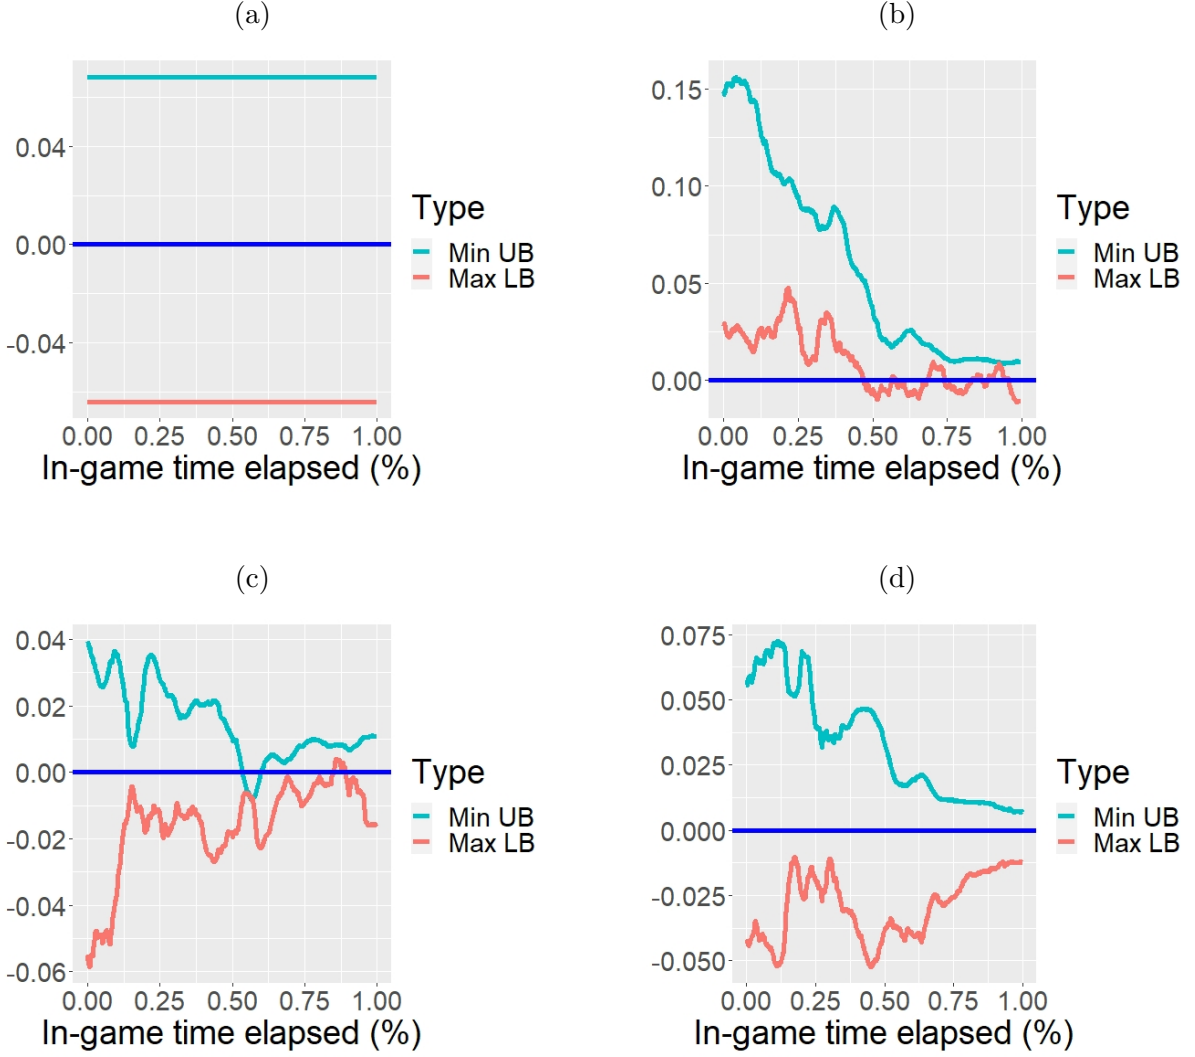 (a)
0.04
0.00
-0.04
0.00 0.25 0.50 0.75 1.00
In-game time elapsed (%)
Type
Min UB
Max LB
(b)
0.15
0.10
0.05
0.00
0.00 0.25 0.50 0.75 1.00
In-game time elapsed (%)
Type
Min UB
Max LB
(c)
0.04
0.02
0.00
-0.02
-0.04
-0.06
0.00 0.25 0.50 0.75 1.00
In-game time elapsed (%)
Type
Min UB
Max LB
(d)
0.075
0.050
0.025
0.000
-0.025
-0.050
0.00 0.25 0.50 0.75 1.00
In-game time elapsed (%)
Type
Min UB
Max LB